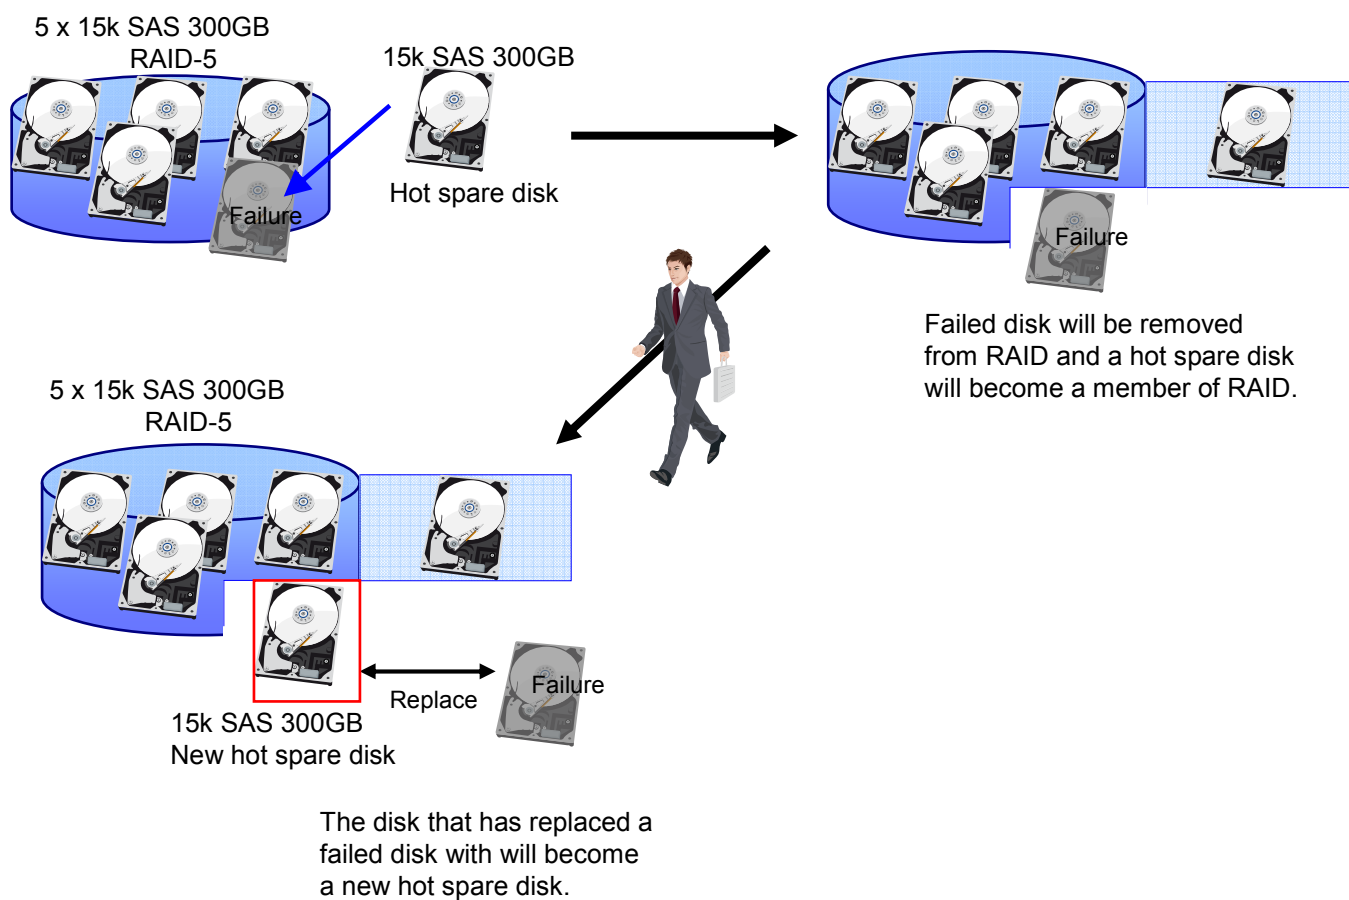 5 x 15k SAS 300GB
RAID-5
15k SAS 300GB
Failure
Hot spare disk
Failure
Failed disk will be removed
from RAID and a hot spare disk
will become a member of RAID.
5 x 15k SAS 300GB
RAID-5
Failure
Replace
15k SAS 300GB
New hot spare disk
The disk that has replaced a
failed disk with will become
a new hot spare disk.